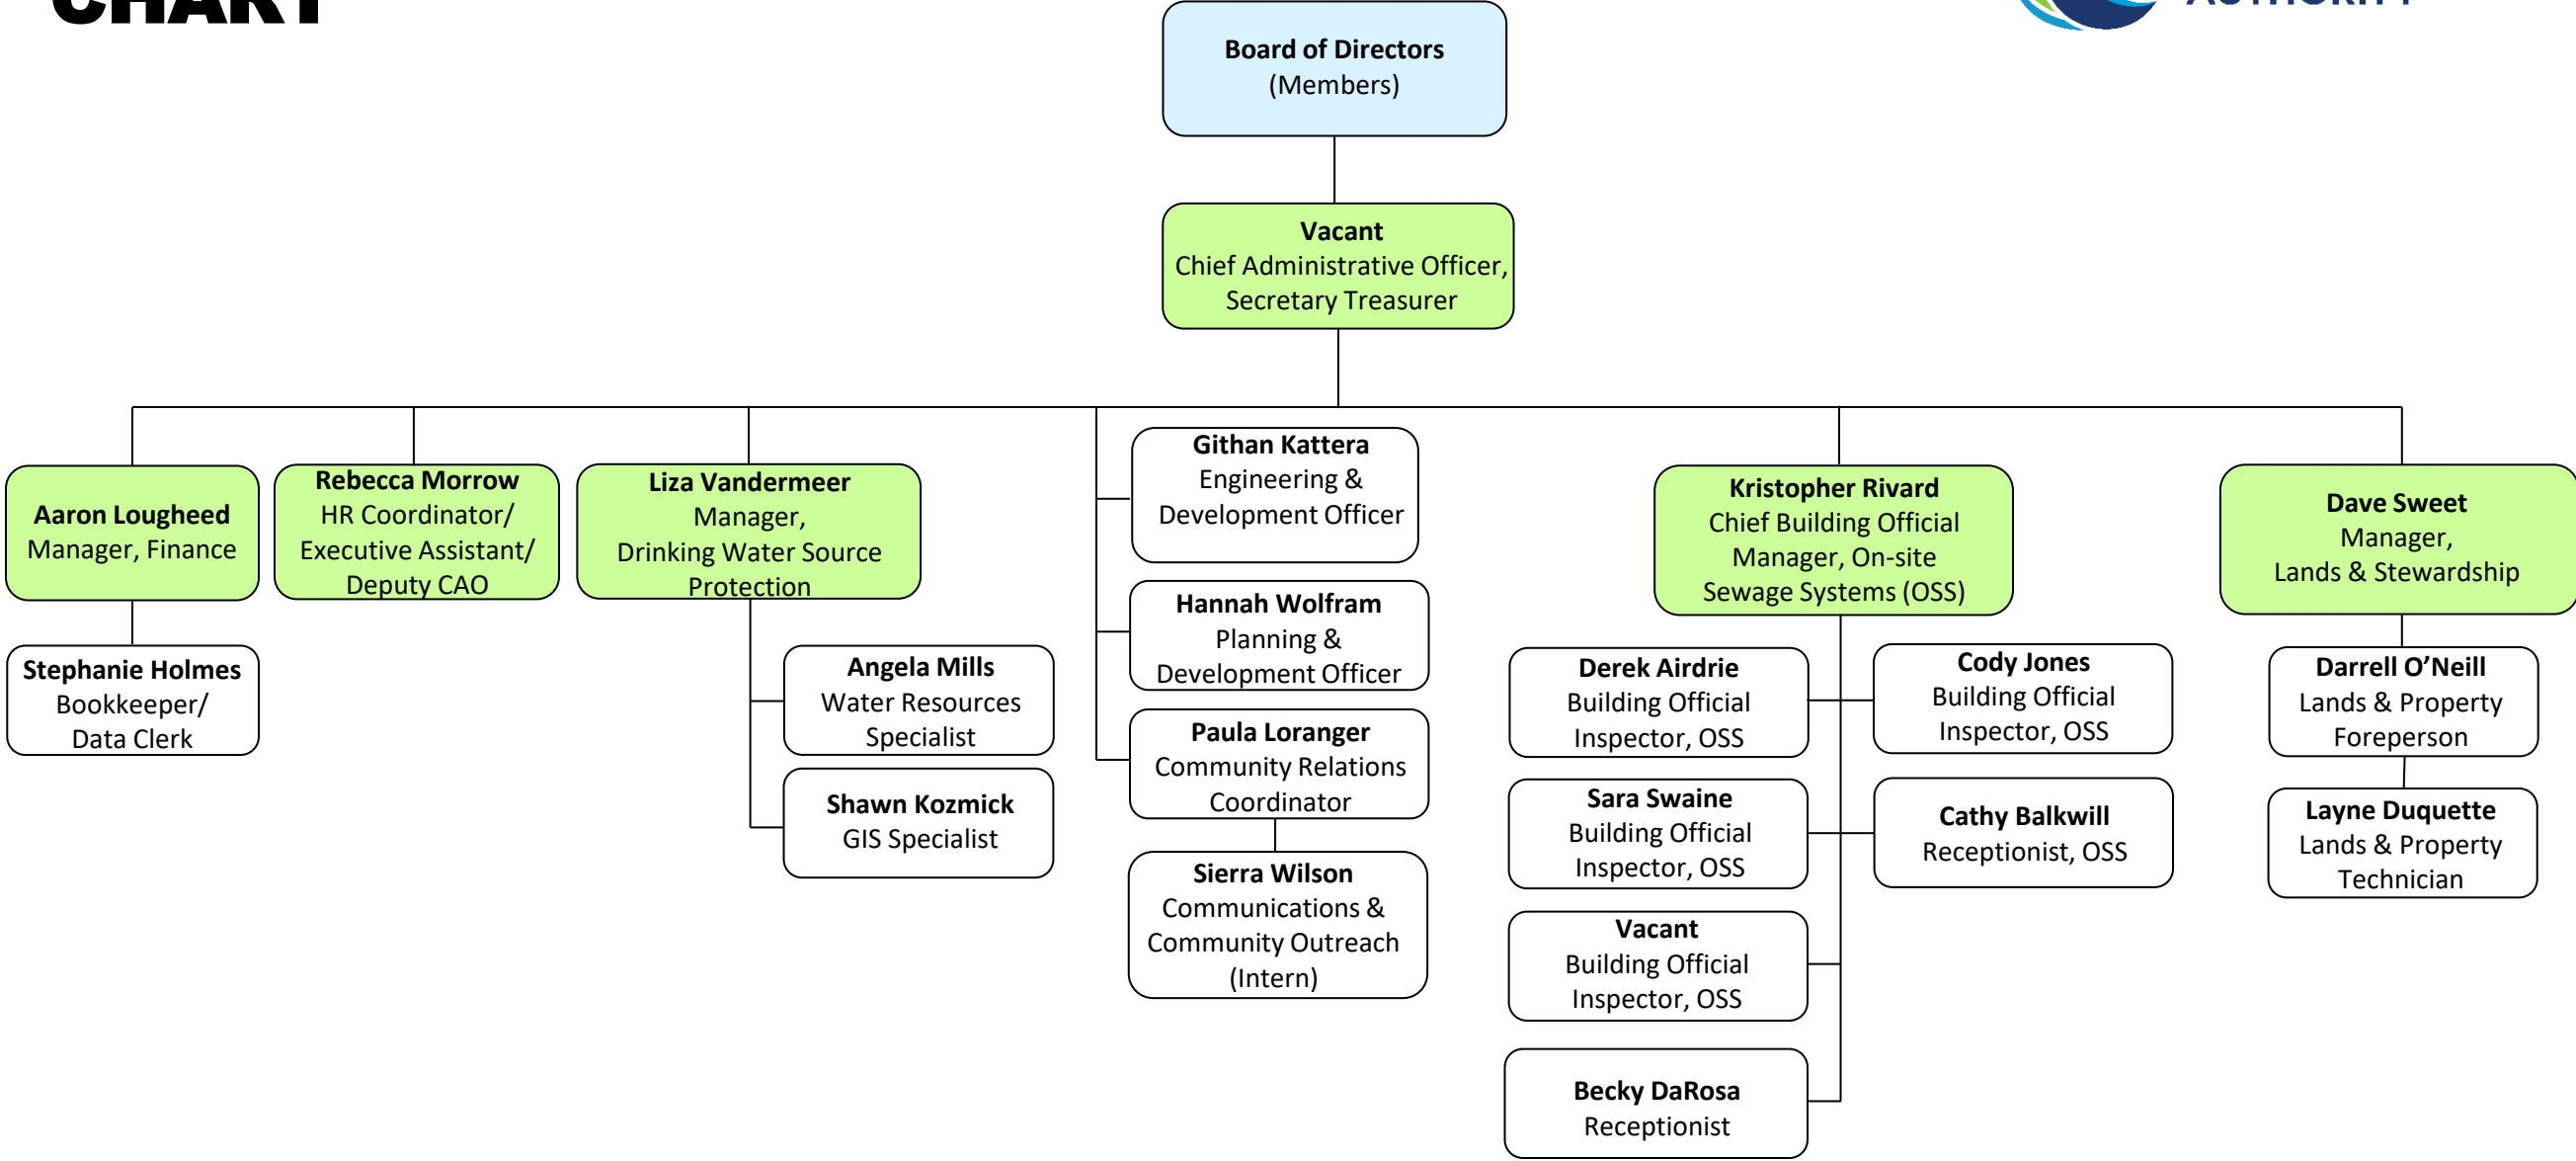 CHART
AUTHORITY
Board of Directors
(Members)
Vacant
Chief Administrative Officer,
Secretary Treasurer
Aaron Lougheed
Manager, Finance
Stephanie Holmes
Bookkeeper/
Data Clerk
Rebecca Morrow
HR Coordinator/
Executive Assistant/
Deputy CAO
Liza Vandermeer
Manager,
Drinking Water Source
Protection
Angela Mills
Water Resources
Specialist
Shawn Kozmick
GIS Specialist
Githan Kattera
Engineering &
Development Officer
Hannah Wolfram
Planning &
Development Officer
Paula Loranger
Community Relations
Coordinator
Sierra Wilson
Communications &
Community Outreach
(Intern)
Kristopher Rivard
Chief Building Official
Manager, On-site
Sewage Systems (OSS)
Derek Airdrie
Building Official
Inspector, OSS
Cody Jones
Building Official
Inspector, OSS
Sara Swaine
Building Official
Inspector, OSS
Cathy Balkwill
Receptionist, OSS
Vacant
Building Official
Inspector, OSS
Becky DaRosa
Receptionist
Dave Sweet
Manager,
Lands & Stewardship
Darrell O’Neill
Lands & Property
Foreperson
Layne Duquette
Lands & Property
Technician